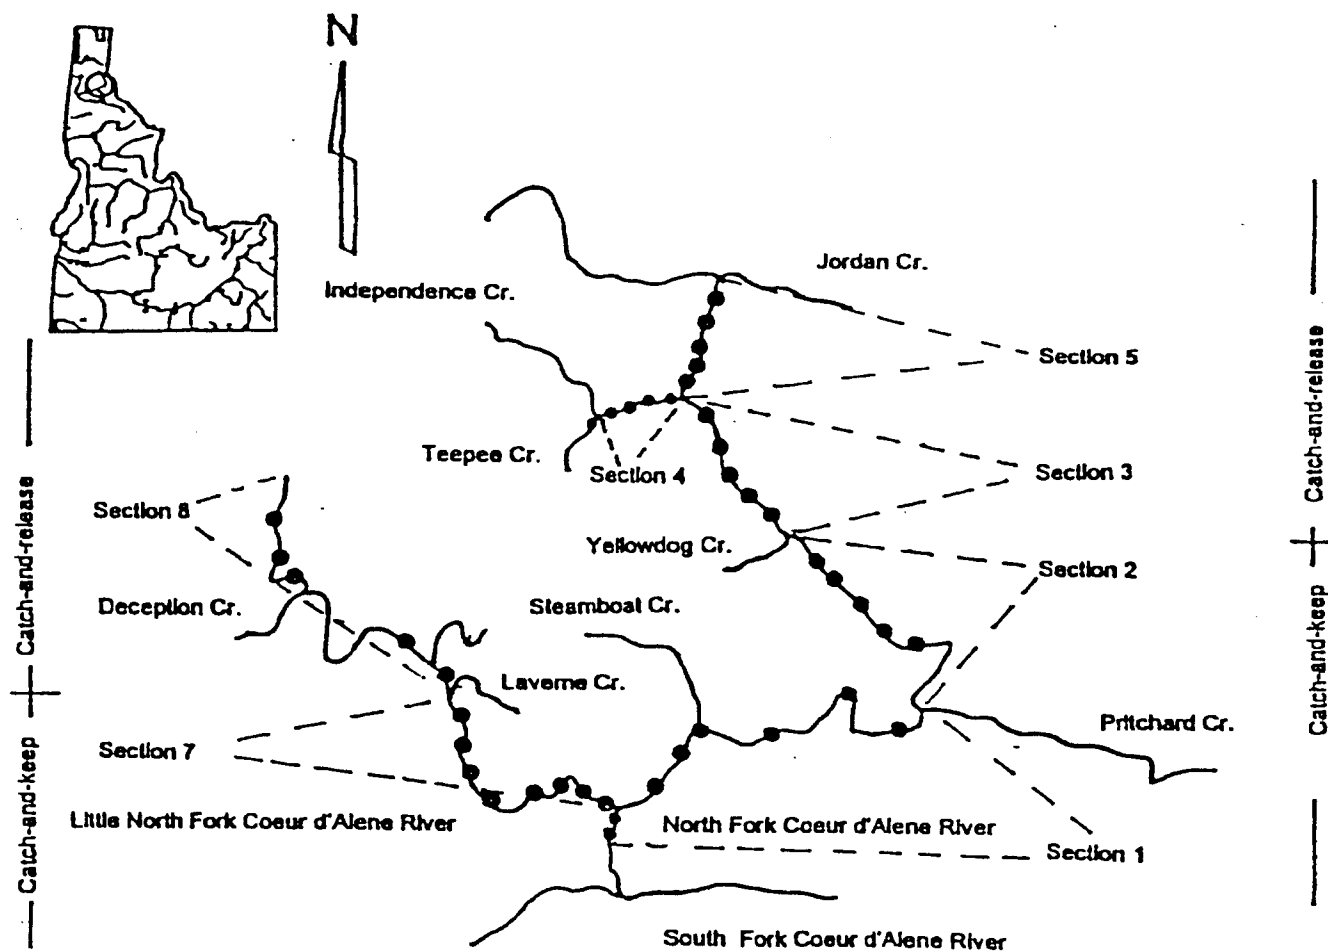 N
Jordan Cr.
Independence Cr.
Section 5
Catch-and-release
Teepee Cr.
Section 4
Section 3
Catch-and-release
Section 8
Yellowdog Cr.
Section 2
Deception Cr.
Steamboat Cr.
Catch-and-keep
Laverne Cr.
Pritchard Cr.
Section 7
Catch-and-keep
Little North Fork Coeur d'Alene River
North Fork Coeur d'Alene River
Section 1
South Fork Coeur d'Alene River